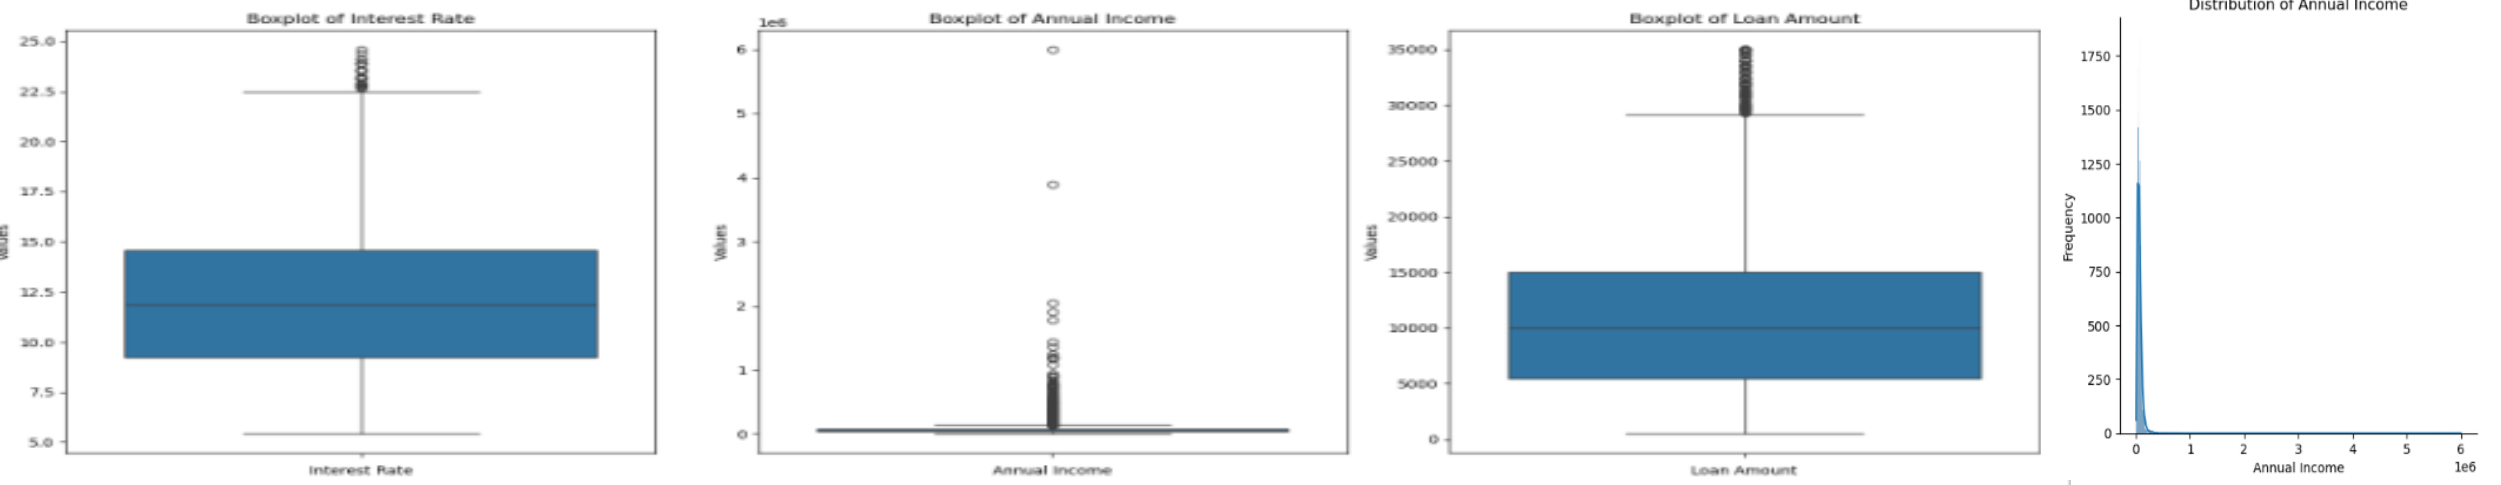 Boxplot of Interest Rate
25.0
22.5
20.0
17.5
15.0
12.5
10.0
7.5
5.0
Values
Interest Rate
Boxplot of Annual Income
1e6
6
5
4
3
2
1
0
Values
Annual Income
Boxplot of Loan Amount
35000
30000
25000
20000
15000
10000
5000
0
Values
Loan Amount
Distribution of Annual Income
1750
1500
1250
1000
750
500
250
0
Frequency
0 1 2 3 4 5 6
Annual Income
1e6